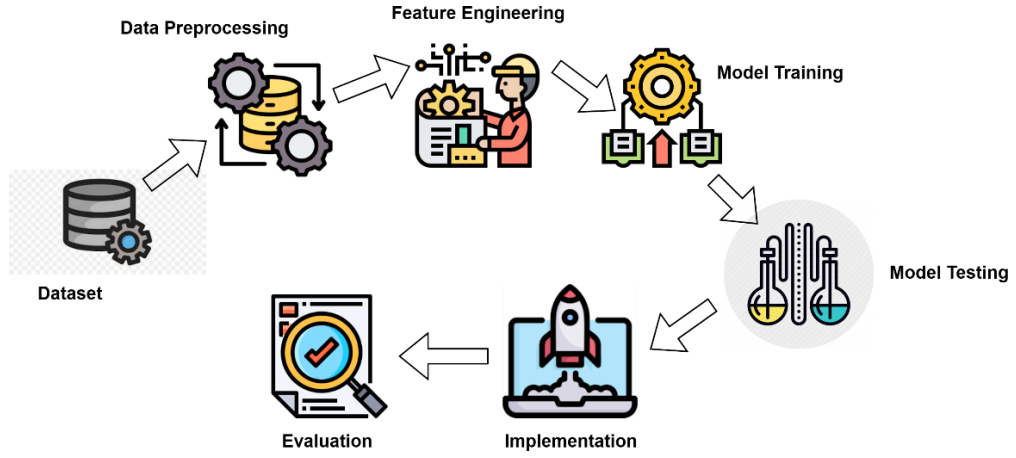 Dataset
Data Preprocessing
Feature Engineering
Model Training
Model Testing
Implementation
Evaluation